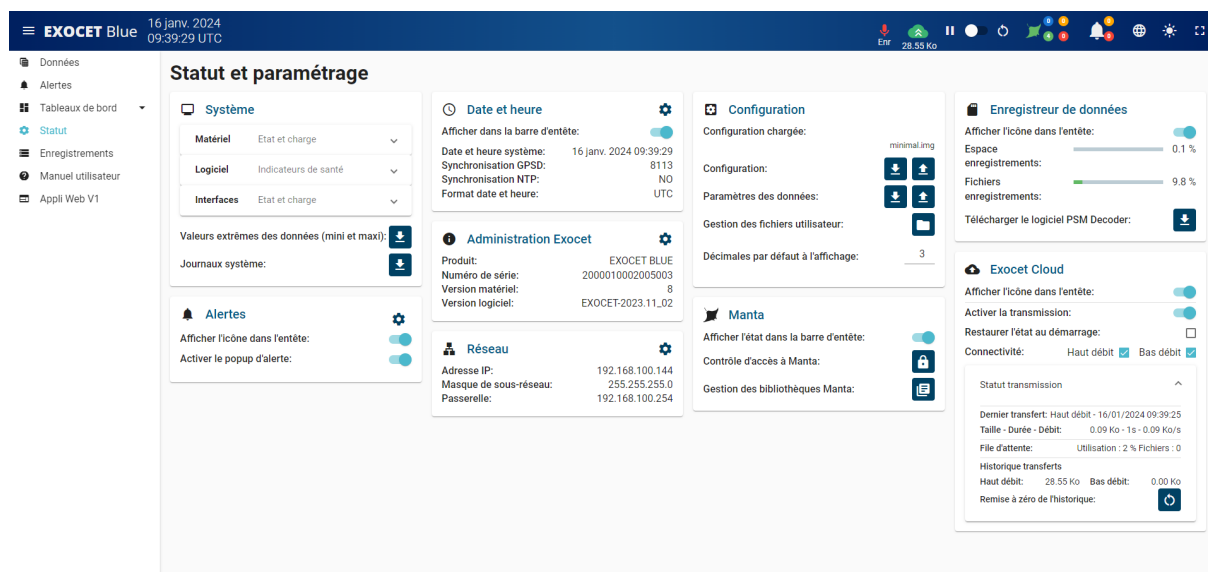 EXOCET Blue
16 janv. 2024
09:39:29 UTC
Enr
28.55 Ko
0 0
4 0
0
0
Données
Alertes
Tableaux de bord
Statut
Enregistrements
Manuel utilisateur
Appli Web V1
Statut et paramétrage
Système
Matériel Etat et charge
Logiciel Indicateurs de santé
Interfaces Etat et charge
Valeurs extrêmes des données (mini et maxi):
Journaux système:
Alertes
Afficher l'icône dans l'entête:
Activer le popup d'alerte:
Date et heure
Afficher dans la barre d'entête:
Date et heure système: 16 janv. 2024 09:39:29
Synchronisation GPSD: 8113
Synchronisation NTP: NO
Format date et heure: UTC
Administration Exocet
Produit: EXOCET BLUE
Numéro de série: 2000010002005003
Version matériel: 8
Version logiciel: EXOCET-2023.11_02
Réseau
Adresse IP: 192.168.100.144
Masque de sous-réseau: 255.255.255.0
Passerelle: 192.168.100.254
Configuration
Configuration chargée:
minimal.img
Configuration:
Paramètres des données:
Gestion des fichiers utilisateur:
Décimales par défaut à l'affichage: 3
Manta
Afficher l'état dans la barre d'entête:
Contrôle d'accès à Manta:
Gestion des bibliothèques Manta:
Enregistreur de données
Afficher l'icône dans l'entête:
Espace
enregistrements: 0.1 %
Fichiers
enregistrements: 9.8 %
Télécharger le logiciel PSM Decoder:
Exocet Cloud
Afficher l'icône dans l'entête:
Activer la transmission:
Restaurer l'état au démarrage:
Connectivité: Haut débit Bas débit
Statut transmission
Dernier transfert: Haut débit - 16/01/2024 09:39:25
Taille - Durée - Débit: 0.09 Ko - 1s - 0.09 Ko/s
File d'attente: Utilisation : 2 % Fichiers : 0
Historique transferts
Haut débit: 28.55 Ko Bas débit: 0.00 Ko
Remise à zéro de l'historique: